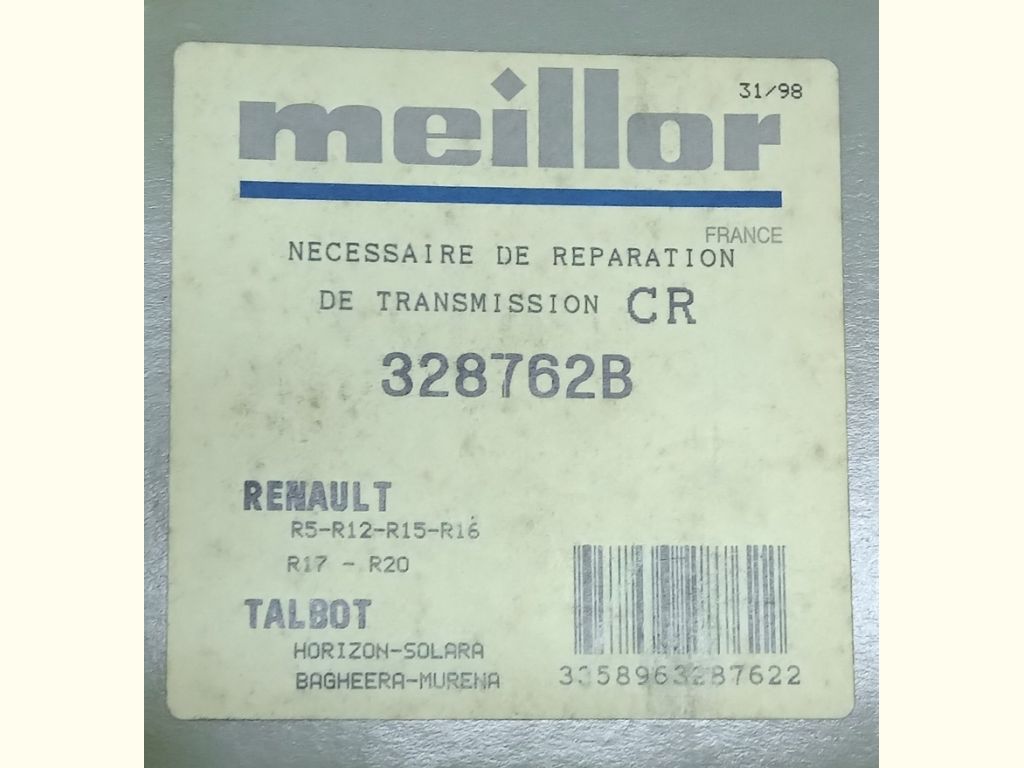 31/98
meillor
FRANCE
NECESSAIRE DE REPARATION
DE TRANSMISSION CR
328762B
RENAULT
R5-R12-R15-R16
R17 - R20
TALBOT
HORIZON-SOLARA
BAGHEERA-MURENA
3358963287622